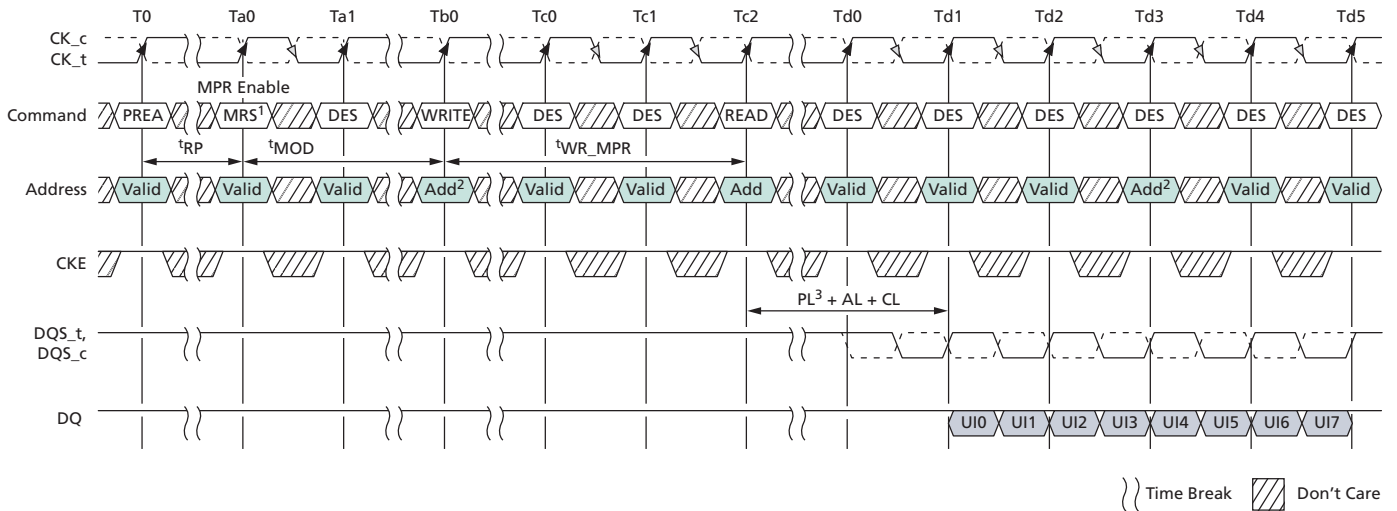 T0 Ta0 Ta1 Tb0 Tc0 Tc1 Tc2 Td0 Td1 Td2 Td3 Td4 Td5
CK_c
CK_t
MPR Enable
Command PREA MRS¹ DES WRITE DES DES READ DES DES DES DES DES DES
tRP tMOD tWR_MPR
Address Valid Valid Valid Add² Valid Valid Add Valid Valid Valid Add² Valid Valid
CKE
PL³ + AL + CL
DQS_t,
DQS_c
DQ UI0 UI1 UI2 UI3 UI4 UI5 UI6 UI7
Time Break Don't Care